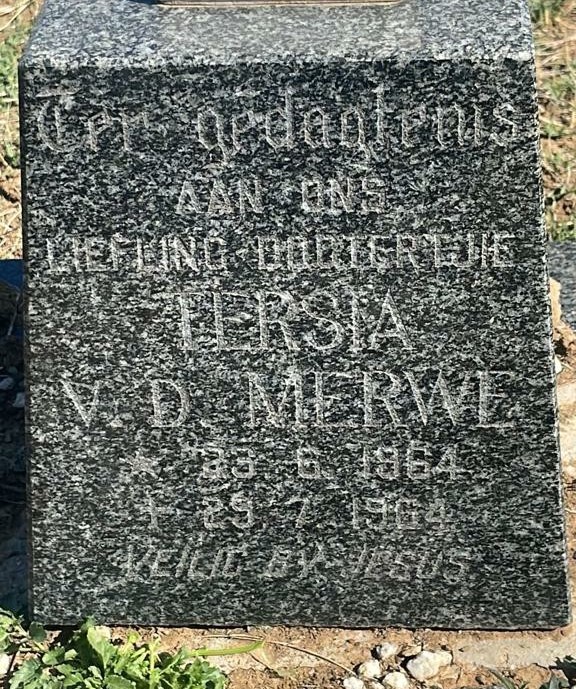 Ter gedagtenis
AAN ONS
LIEFLING DOGTERTJIE
TERSIA
V. D. MERWE
★ 23. 6. 1964
✝ 29. 7. 1964
VEILIG BY JESUS